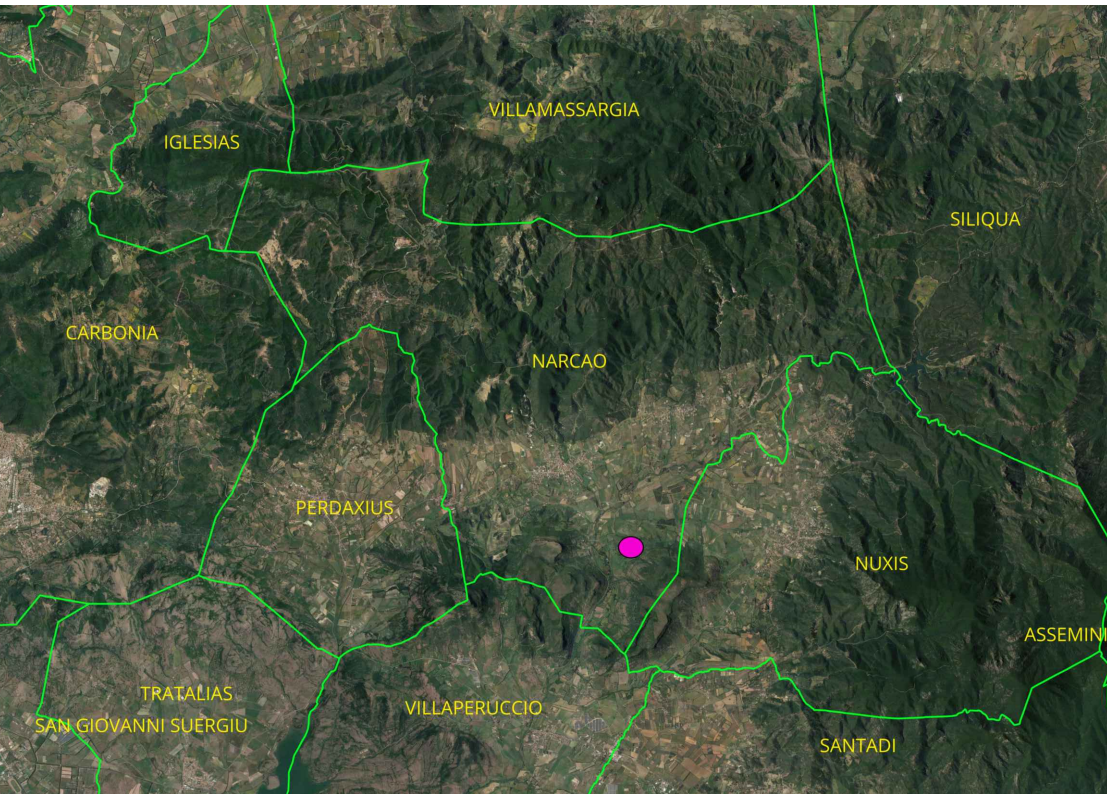 VILLAMASSARGIA
IGLESIAS
SILIQUA
CARBONIA
NARCAO
PERDAXIUS
NUXIS
ASSEMINI
TRATALIAS
VILLAPERUCCIO
SAN GIOVANNI SUERGIU
SANTADI